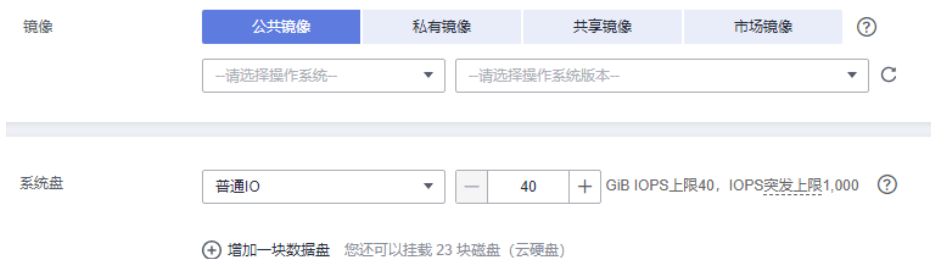 镜像 公共镜像 私有镜像 共享镜像 市场镜像 ?
--请选择操作系统-- --请选择操作系统版本--
系统盘 普通IO — 40 + GiB IOPS上限40，IOPS突发上限1,000 ?
+ 增加一块数据盘 您还可以挂载 23 块磁盘（云硬盘）